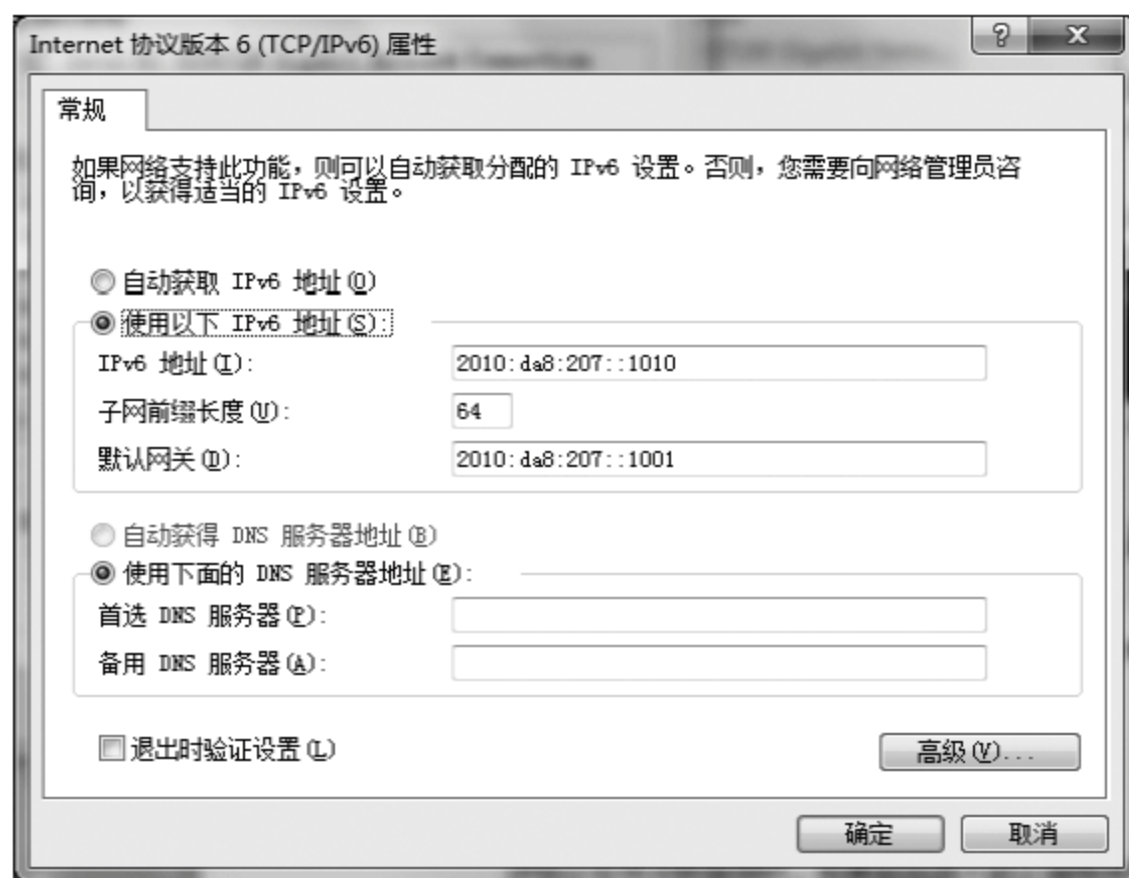 Internet 协议版本 6 (TCP/IPv6) 属性
常规
如果网络支持此功能，则可以自动获取分配的 IPv6 设置。否则，您需要向网络管理员咨
询，以获得适当的 IPv6 设置。
自动获取 IPv6 地址(O)
使用以下 IPv6 地址(S):
IPv6 地址(I): 2010:da8:207::1010
子网前缀长度(U): 64
默认网关(D): 2010:da8:207::1001
自动获得 DNS 服务器地址(B)
使用下面的 DNS 服务器地址(E):
首选 DNS 服务器(P):
备用 DNS 服务器(A):
退出时验证设置(L)
高级(V)...
确定 取消